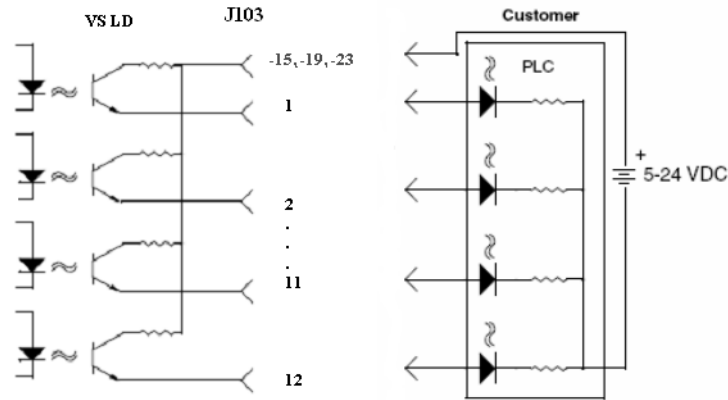 VS LD
J103
-15,-19,-23
1
2
.
.
.
11
12
Customer
PLC
+
5-24 VDC